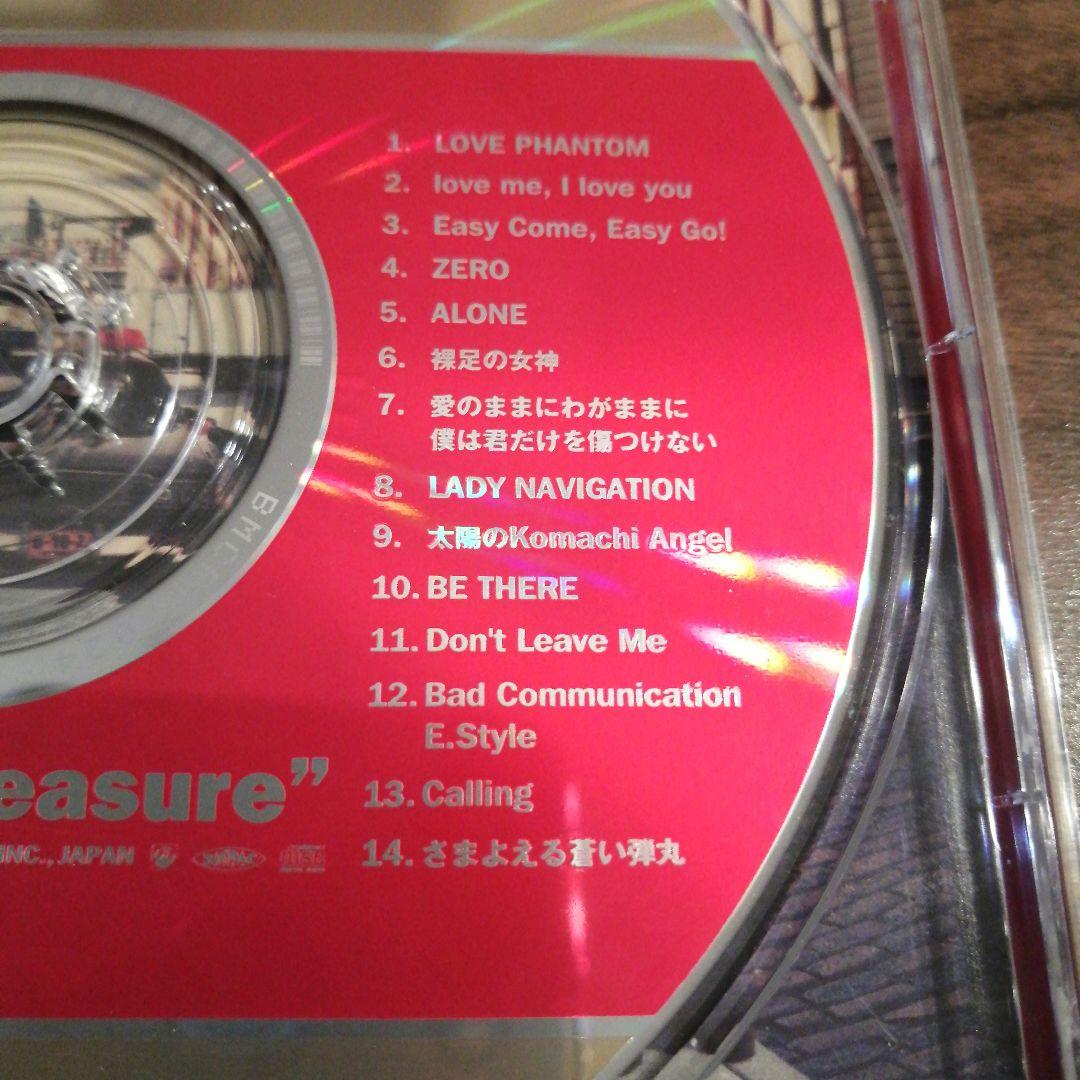 1. LOVE PHANTOM
2. love me, I love you
3. Easy Come, Easy Go!
4. ZERO
5. ALONE
6. 裸足の女神
7. 愛のままにわがままに
僕は君だけを傷つけない
8. LADY NAVIGATION
9. 太陽のKomachi Angel
10. BE THERE
11. Don't Leave Me
12. Bad Communication
E.Style
13. Calling
14. さまよえる蒼い弾丸
easure”
INC., JAPAN
BM